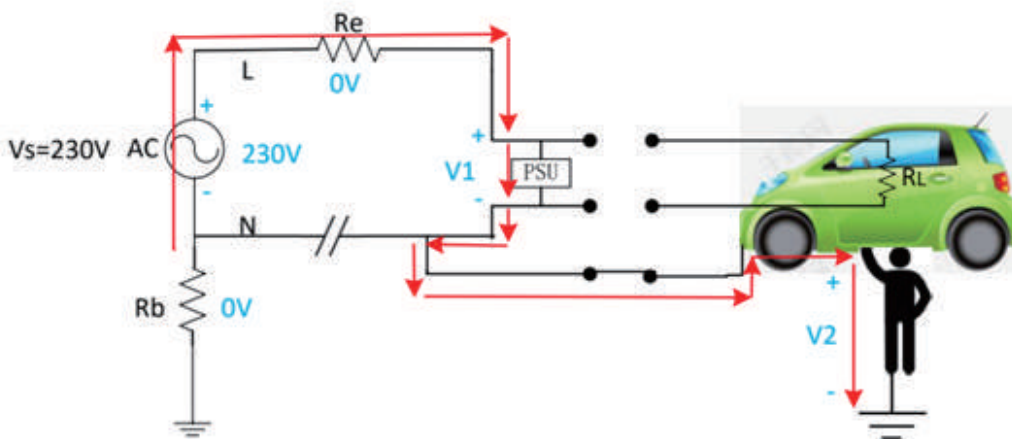 Re
L
0V
+
Vs=230V AC
230V
-
+
V1
-
PSU
RL
N
Rb
0V
+
V2
-